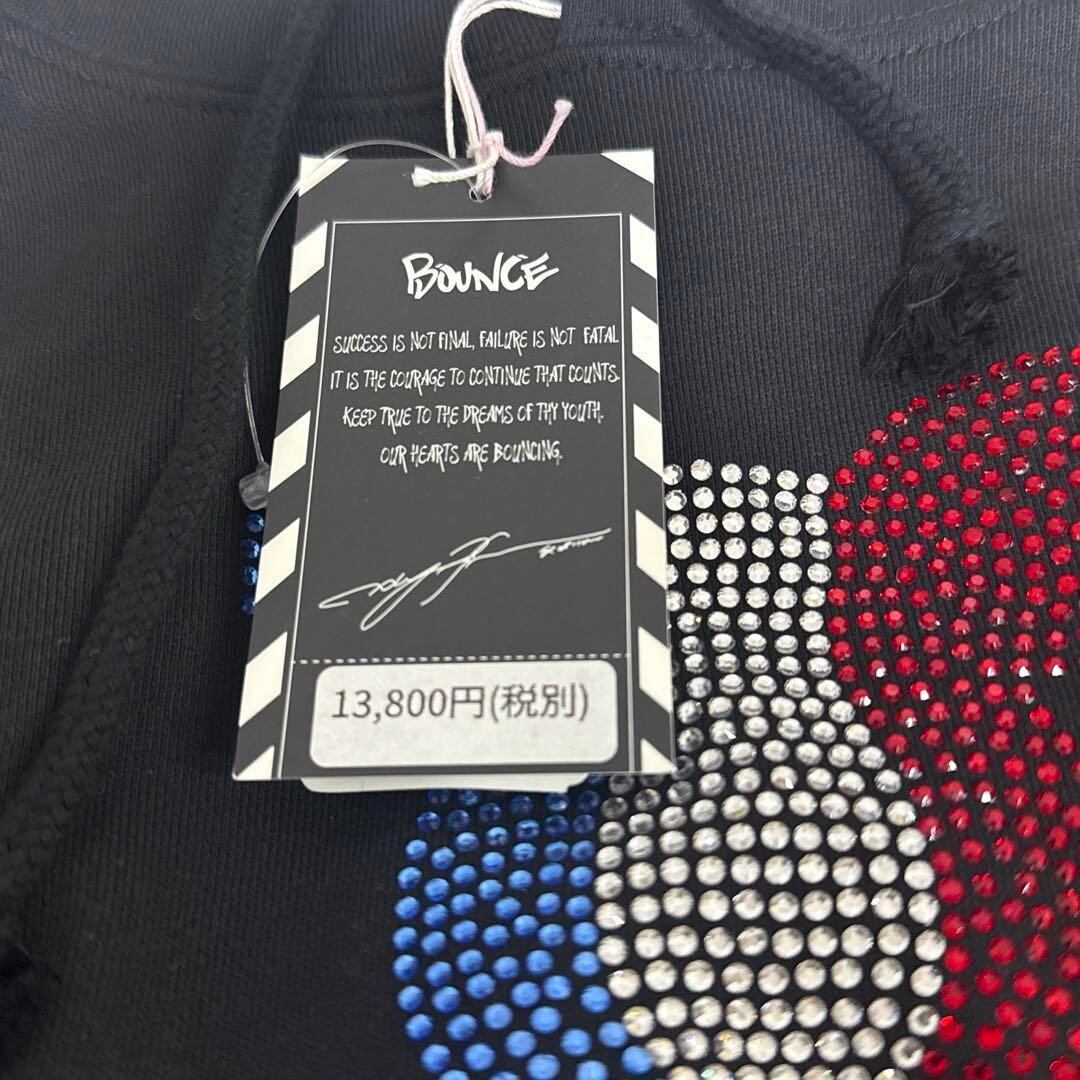 BOUNCE
SUCCESS IS NOT FINAL, FAILURE IS NOT FATAL
IT IS THE COURAGE TO CONTINUE THAT COUNTS.
KEEP TRUE TO THE DREAMS OF THY YOUTH.
OUR HEARTS ARE BOUNCING.
13,800円(税別)